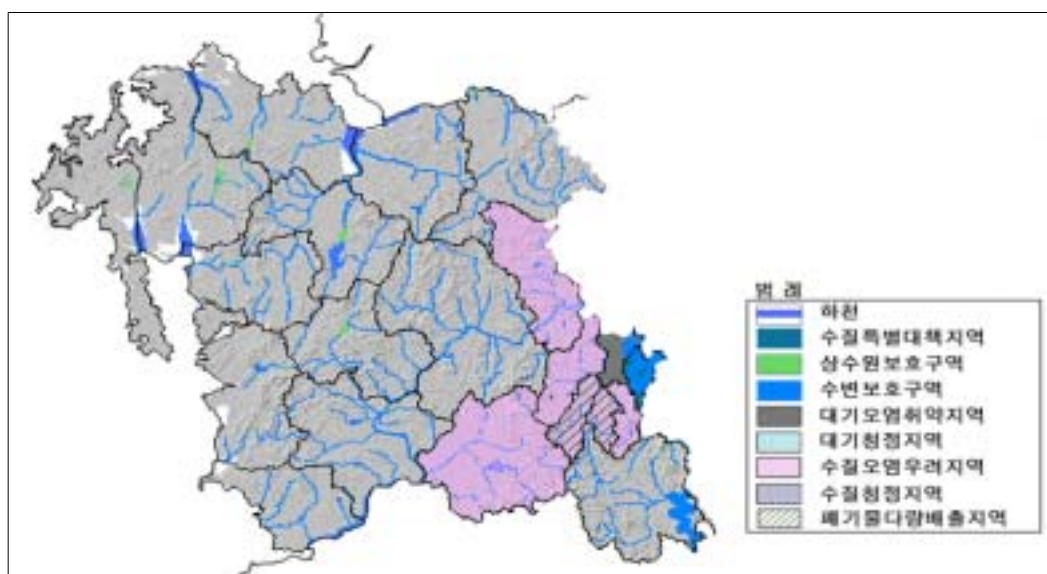 범 례
하천
수질특별대책지역
상수원보호구역
수변보호구역
대기오염취약지역
대기청정지역
수질오염우려지역
수질청정지역
폐기물다량배출지역